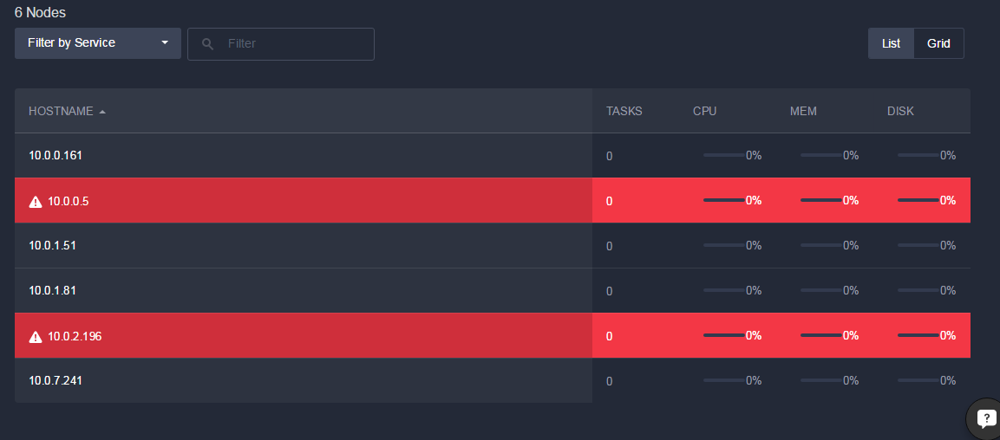 6 Nodes
Filter by Service Filter List Grid
HOSTNAME TASKS CPU MEM DISK
10.0.0.161 0 0% 0% 0%
10.0.0.5 0 0% 0% 0%
10.0.1.51 0 0% 0% 0%
10.0.1.81 0 0% 0% 0%
10.0.2.196 0 0% 0% 0%
10.0.7.241 0 0% 0% 0%
?